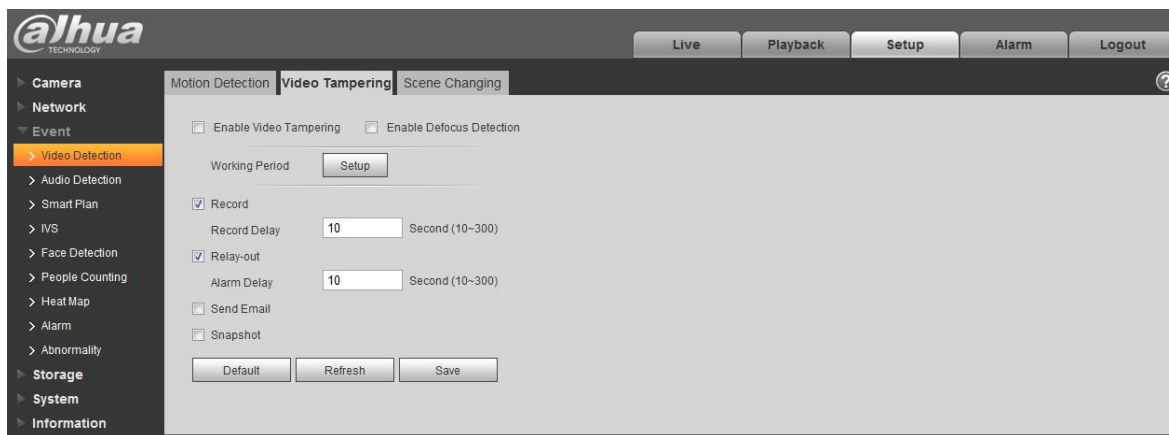 alhua
TECHNOLOGY
Live Playback Setup Alarm Logout
Camera
Network
Event
Video Detection
Audio Detection
Smart Plan
IVS
Face Detection
People Counting
Heat Map
Alarm
Abnormality
Storage
System
Information
Motion Detection Video Tampering Scene Changing
?
Enable Video Tampering Enable Defocus Detection
Working Period Setup
Record
Record Delay 10 Second (10~300)
Relay-out
Alarm Delay 10 Second (10~300)
Send Email
Snapshot
Default Refresh Save